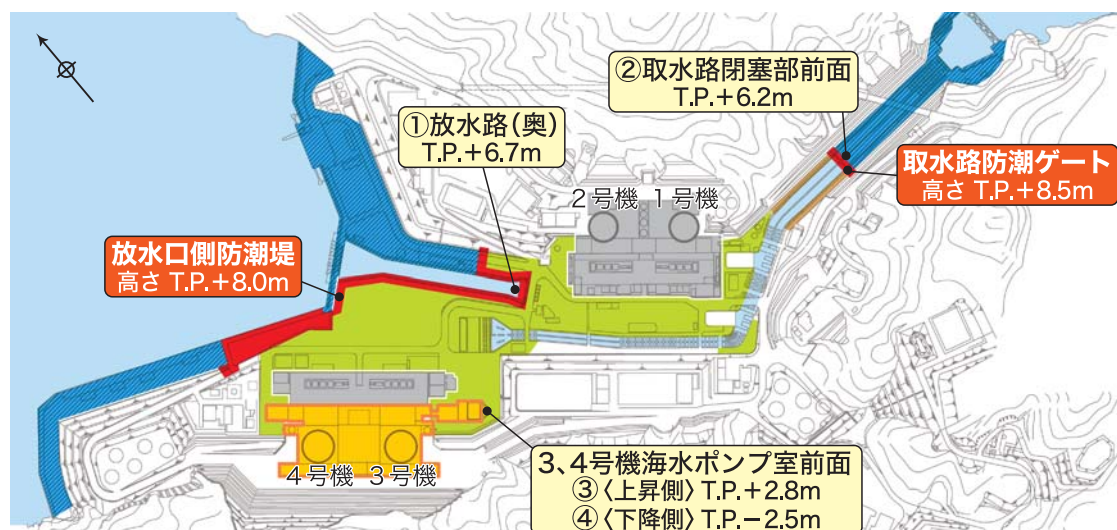 ②取水路閉塞部前面
T.P.+6.2m
①放水路(奥)
T.P.+6.7m
取水路防潮ゲート
高さ T.P.+8.5m
2号機 1号機
放水口側防潮堤
高さ T.P.+8.0m
4号機 3号機
3、4号機海水ポンプ室前面
③〈上昇側〉T.P.+2.8m
④〈下降側〉T.P.−2.5m